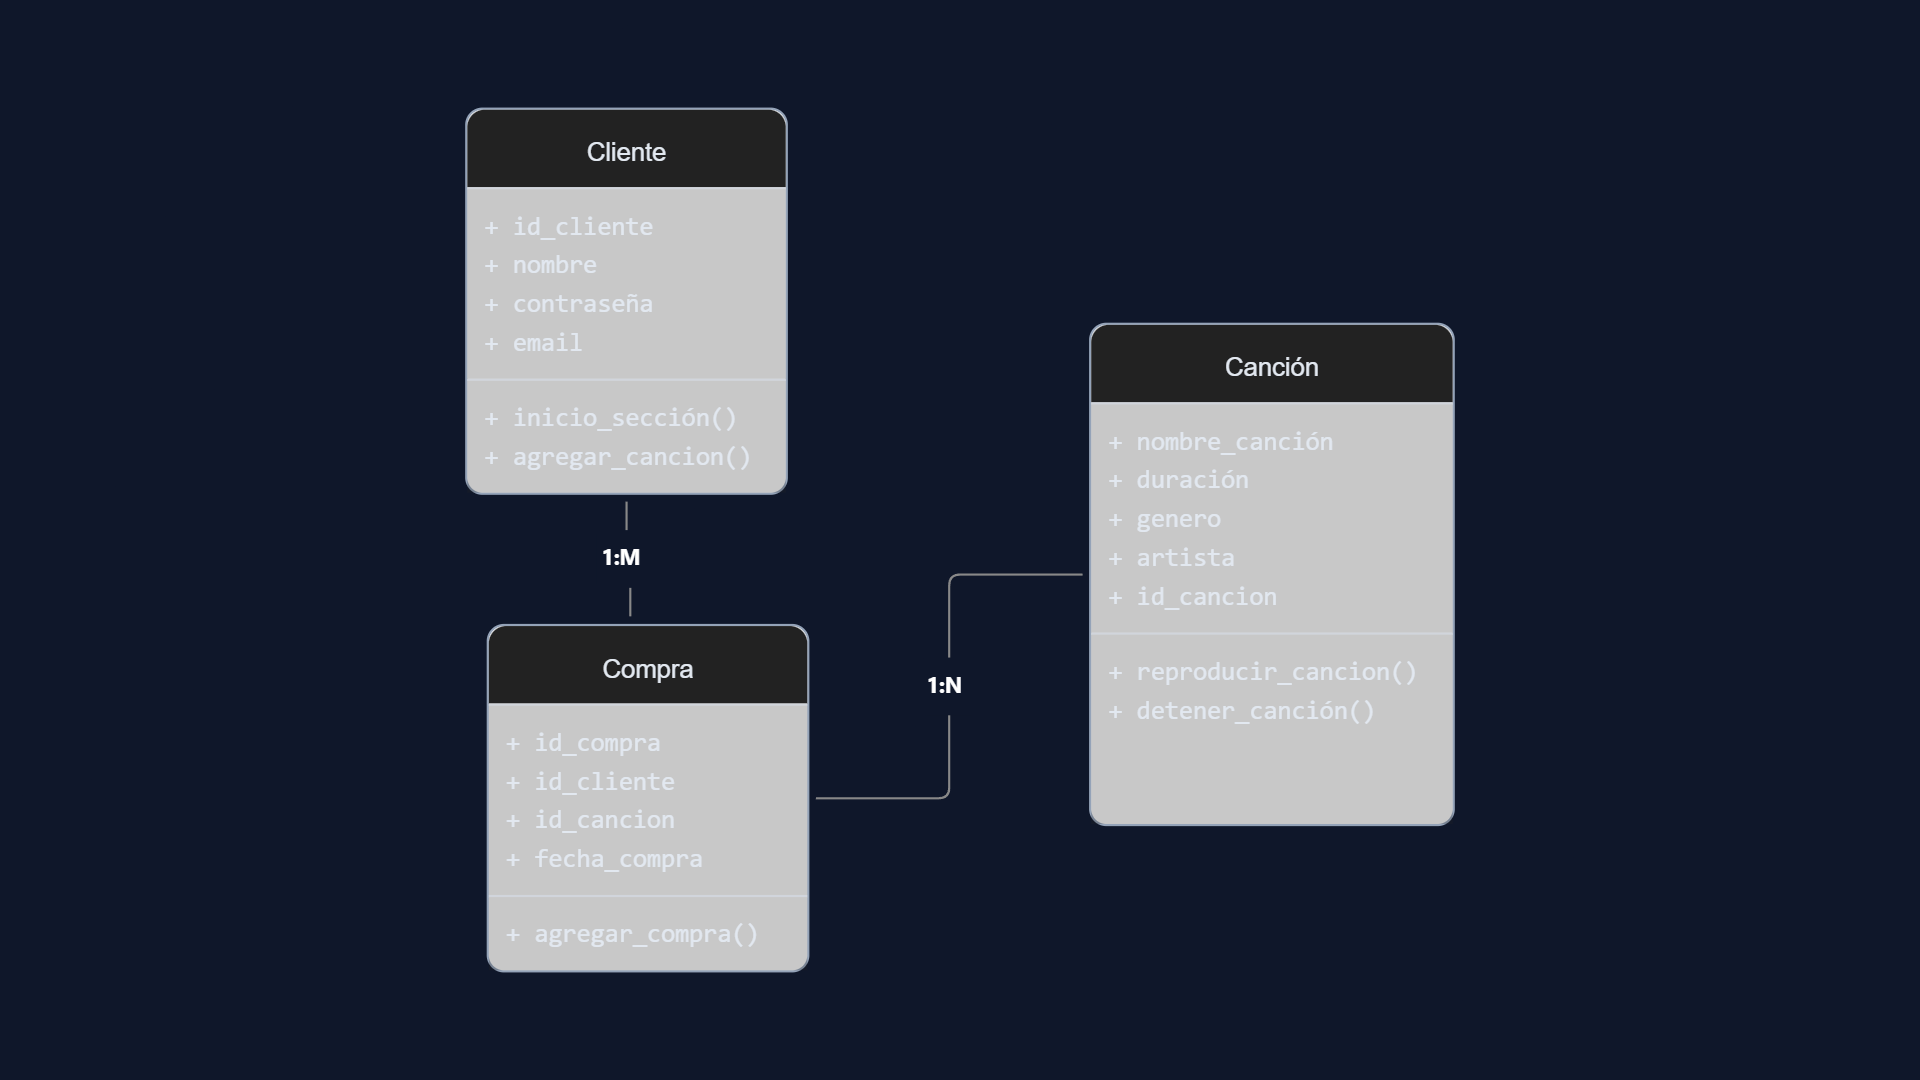 Cliente
+ id_cliente
+ nombre
+ contraseña
+ email
+ inicio_sección()
+ agregar_cancion()
1:M
Compra
+ id_compra
+ id_cliente
+ id_cancion
+ fecha_compra
+ agregar_compra()
1:N
Canción
+ nombre_canción
+ duración
+ genero
+ artista
+ id_cancion
+ reproducir_cancion()
+ detener_canción()